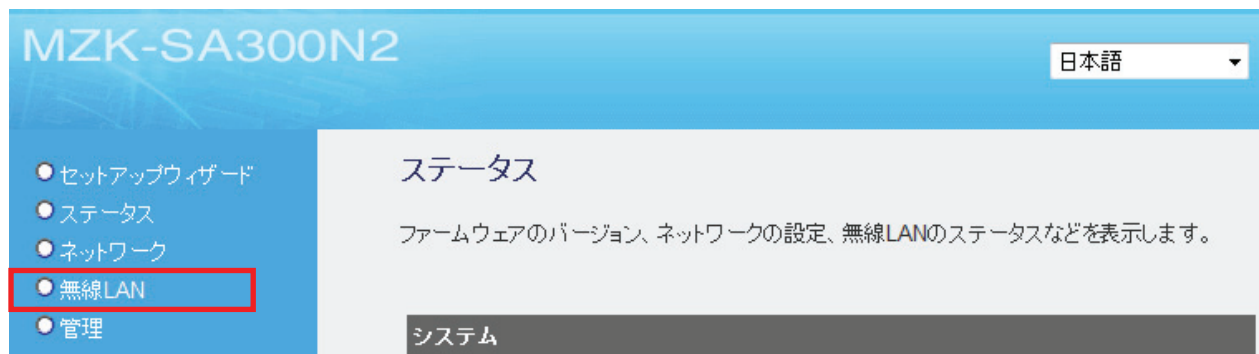 MZK-SA300N2
日本語
セットアップウィザード
ステータス
ネットワーク
無線LAN
管理
ステータス
ファームウェアのバージョン、ネットワークの設定、無線LANのステータスなどを表示します。
システム